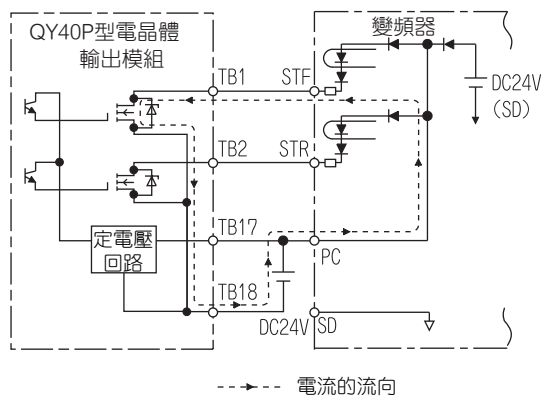 QY40P型電晶體
輸出模組
變頻器
TB1
STF
DC24V
(SD)
TB2
STR
TB17
定電壓
回路
PC
TB18
DC24V
SD
電流的流向